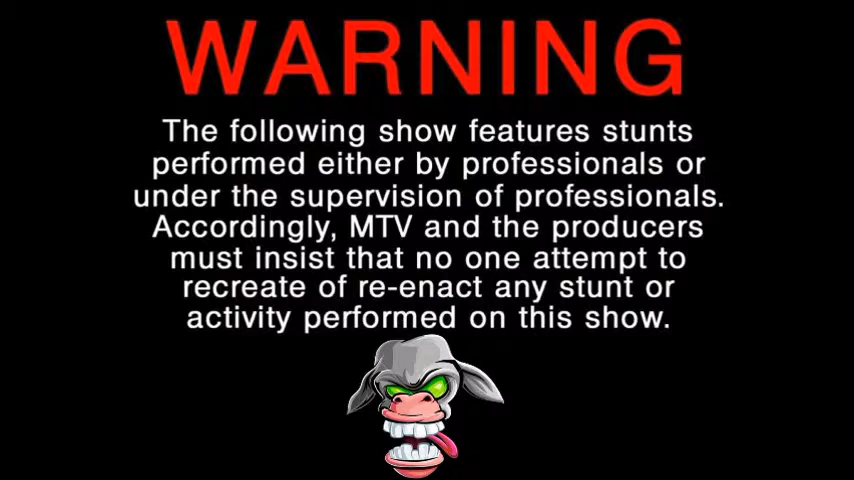 WARNING
The following show features stunts
performed either by professionals or
under the supervision of professionals.
Accordingly, MTV and the producers
must insist that no one attempt to
recreate of re-enact any stunt or
activity performed on this show.